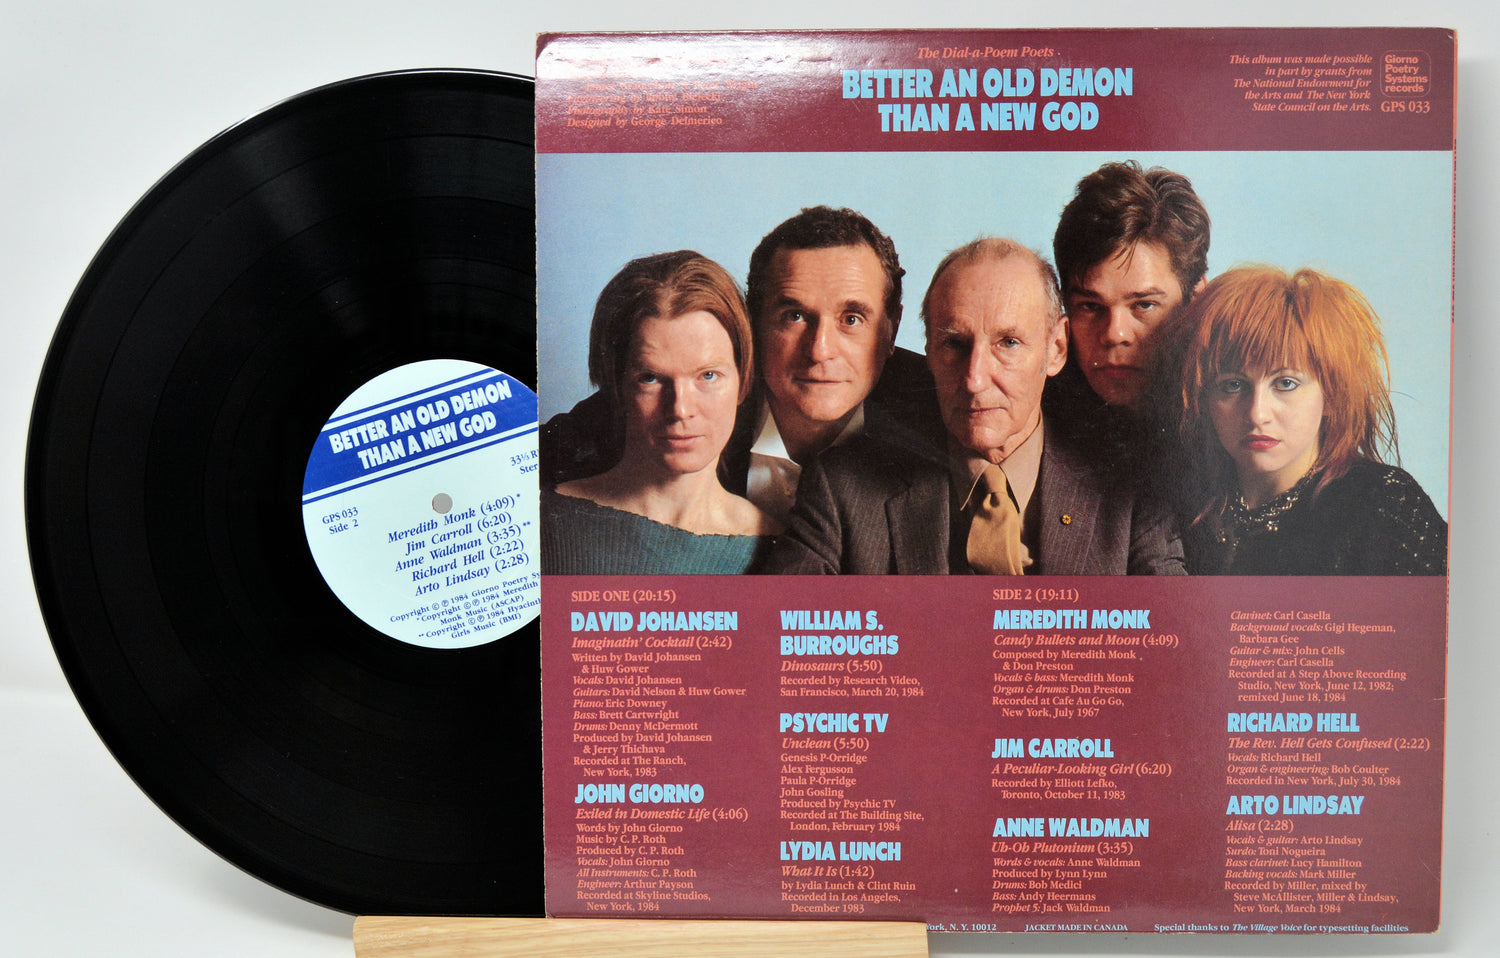 BETTER AN OLD DEMON
THAN A NEW GOD
33⅓
GPS 033
Side 2
Meredith Monk (4:09)*
Jim Carroll (6:20)
Anne Waldman (3:35)**
Richard Hell (2:22)
Arto Lindsay (2:28)
Copyright © ℗ 1984 Giorno Poetry
*Copyright © ℗ 1984 Meredith
Monk Music (ASCAP)
**Copyright © ℗ 1984 Hyacinth
Girls Music (BMI)
Photography by Kate Simon
Designed by George Delmerico
The Dial-a-Poem Poets
BETTER AN OLD DEMON
THAN A NEW GOD
This album was made possible
in part by grants from
The National Endowment for
the Arts and The New York
State Council on the Arts.
Giorno
Poetry
Systems
records
GPS 033
SIDE ONE (20:15)
DAVID JOHANSEN
Imaginatin' Cocktail (2:42)
Written by David Johansen
& Huw Gower
Vocals: David Johansen
Guitars: David Nelson & Huw Gower
Piano: Eric Downey
Bass: Brett Cartwright
Drums: Denny McDermott
Produced by David Johansen
& Jerry Thichava
Recorded at The Ranch,
New York, 1983
JOHN GIORNO
Exiled in Domestic Life (4:06)
Words by John Giorno
Music by C. P. Roth
Produced by C. P. Roth
Vocals: John Giorno
All Instruments: C. P. Roth
Engineer: Arthur Payson
Recorded at Skyline Studios,
New York, 1984
WILLIAM S.
BURROUGHS
Dinosaurs (5:50)
Recorded by Research Video,
San Francisco, March 20, 1984
PSYCHIC TV
Unclean (5:50)
Genesis P-Orridge
Alex Fergusson
Paula P-Orridge
John Gosling
Produced by Psychic TV
Recorded at The Building Site,
London, February 1984
LYDIA LUNCH
What It Is (1:42)
by Lydia Lunch & Clint Ruin
Recorded in Los Angeles,
December 1983
SIDE 2 (19:11)
MEREDITH MONK
Candy Bullets and Moon (4:09)
Composed by Meredith Monk
& Don Preston
Vocals & bass: Meredith Monk
Organ & drums: Don Preston
Recorded at Cafe Au Go Go,
New York, July 1967
JIM CARROLL
A Peculiar-Looking Girl (6:20)
Recorded by Elliott Lefko,
Toronto, October 11, 1983
ANNE WALDMAN
Uh-Oh Plutonium (3:35)
Words & vocals: Anne Waldman
Produced by Lynn Lynn
Drums: Bob Medici
Bass: Andy Heermans
Prophet 5: Jack Waldman
Clarinet: Carl Casella
Background vocals: Gigi Hegeman,
Barbara Gee
Guitar & mix: John Cells
Engineer: Carl Casella
Recorded at A Step Above Recording
Studio, New York, June 12, 1982;
remixed June 18, 1984
RICHARD HELL
The Rev. Hell Gets Confused (2:22)
Vocals: Richard Hell
Organ & engineering: Bob Coulter
Recorded in New York, July 30, 1984
ARTO LINDSAY
Alisa (2:28)
Vocals & guitar: Arto Lindsay
Surdo: Toni Nogueira
Bass clarinet: Lucy Hamilton
Backing vocals: Mark Miller
Recorded by Miller, mixed by
Steve McAllister, Miller & Lindsay,
New York, March 1984
N. Y. 10012
JACKET MADE IN CANADA
Special thanks to The Village Voice for typesetting facilities